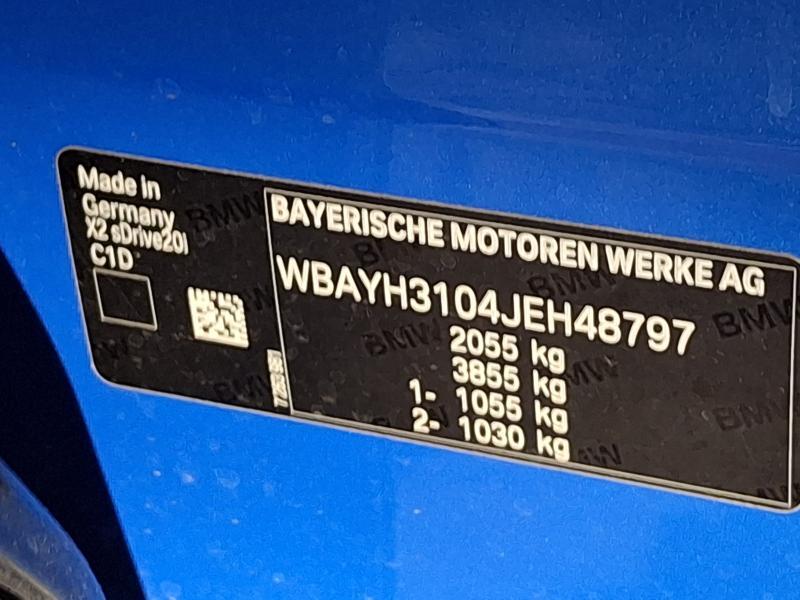 Made in
Germany
X2 sDrive20i
C1D
BAYERISCHE MOTOREN WERKE AG
WBAYH3104JEH48797
2055 kg
3855 kg
1- 1055 kg
2- 1030 kg